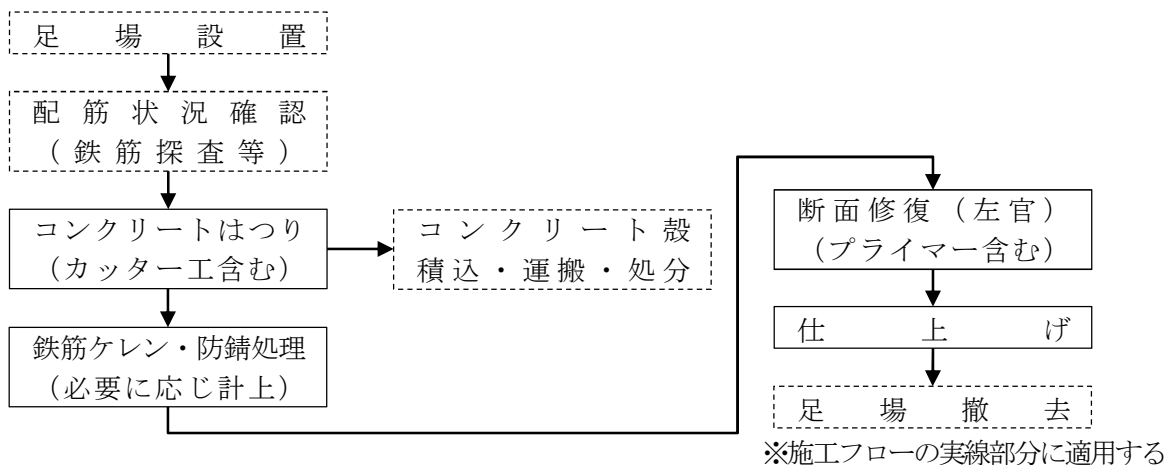 足場設置
配筋状況確認
(鉄筋探査等)
コンクリートはつり
(カッター工含む)
コンクリート殻
積込・運搬・処分
鉄筋ケレン・防錆処理
(必要に応じ計上)
断面修復(左官)
(プライマー含む)
仕上げ
足場撤去
※施工フローの実線部分に適用する